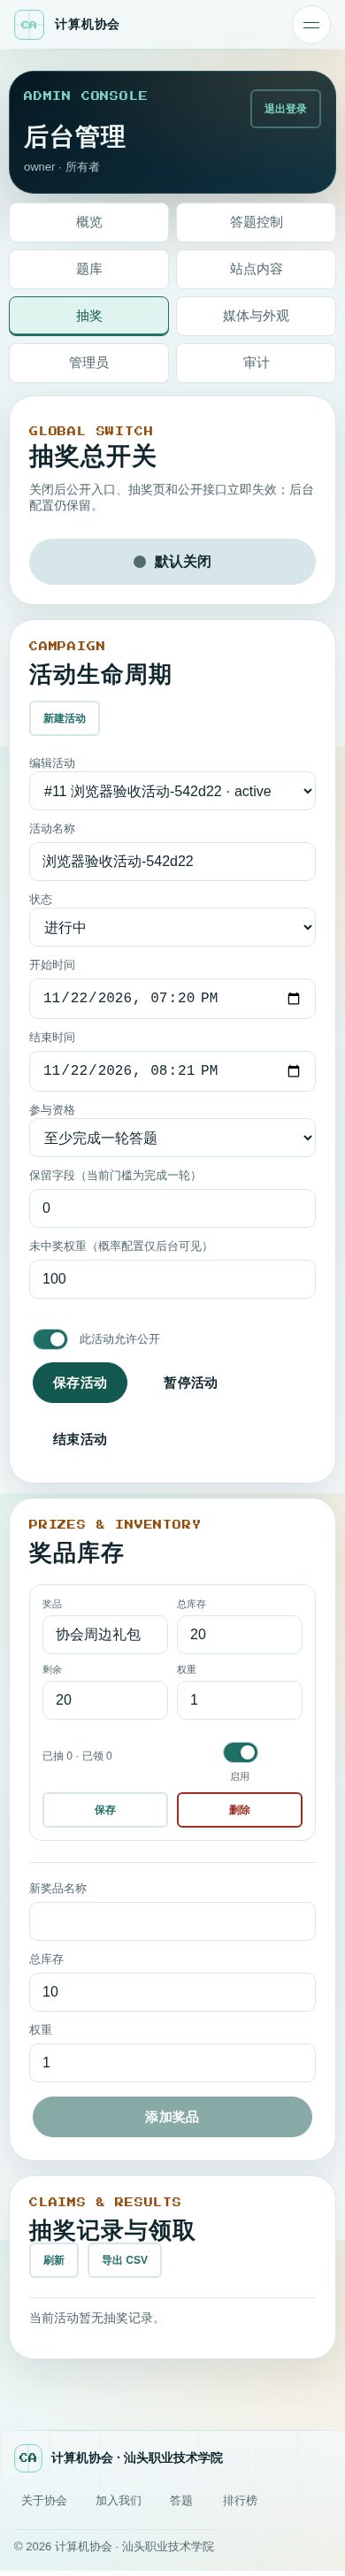 CA 计算机协会
ADMIN CONSOLE
退出登录
后台管理
owner · 所有者
概览
答题控制
题库
站点内容
抽奖
媒体与外观
管理员
审计
GLOBAL SWITCH
抽奖总开关
关闭后公开入口、抽奖页和公开接口立即失效；后台
配置仍保留。
默认关闭
CAMPAIGN
活动生命周期
新建活动
编辑活动
#11 浏览器验收活动-542d22 · active
活动名称
浏览器验收活动-542d22
状态
进行中
开始时间
11/22/2026, 07:20 PM
结束时间
11/22/2026, 08:21 PM
参与资格
至少完成一轮答题
保留字段（当前门槛为完成一轮）
0
未中奖权重（概率配置仅后台可见）
100
此活动允许公开
保存活动
暂停活动
结束活动
PRIZES & INVENTORY
奖品库存
奖品
总库存
协会周边礼包
20
剩余
权重
20
1
已抽 0 · 已领 0
启用
保存
删除
新奖品名称
总库存
10
权重
1
添加奖品
CLAIMS & RESULTS
抽奖记录与领取
刷新
导出 CSV
当前活动暂无抽奖记录。
CA 计算机协会 · 汕头职业技术学院
关于协会
加入我们
答题
排行榜
© 2026 计算机协会 · 汕头职业技术学院